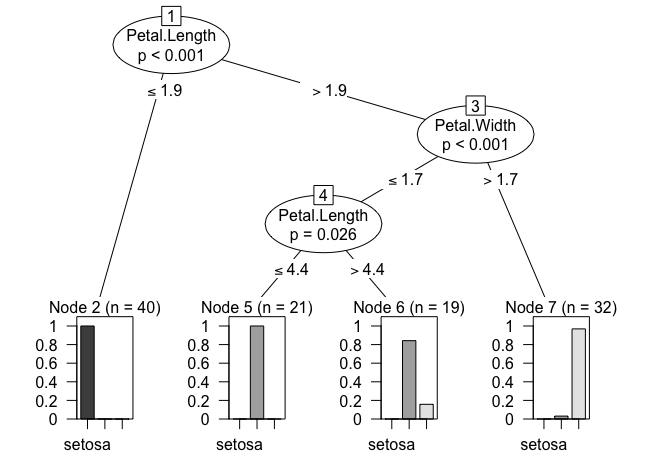 1
Petal.Length
p < 0.001
≤ 1.9
> 1.9
3
Petal.Width
p < 0.001
≤ 1.7
> 1.7
4
Petal.Length
p = 0.026
≤ 4.4
> 4.4
Node 2 (n = 40)
1
0.8
0.6
0.4
0.2
0
setosa
Node 5 (n = 21)
1
0.8
0.6
0.4
0.2
0
setosa
Node 6 (n = 19)
1
0.8
0.6
0.4
0.2
0
setosa
Node 7 (n = 32)
1
0.8
0.6
0.4
0.2
0
setosa